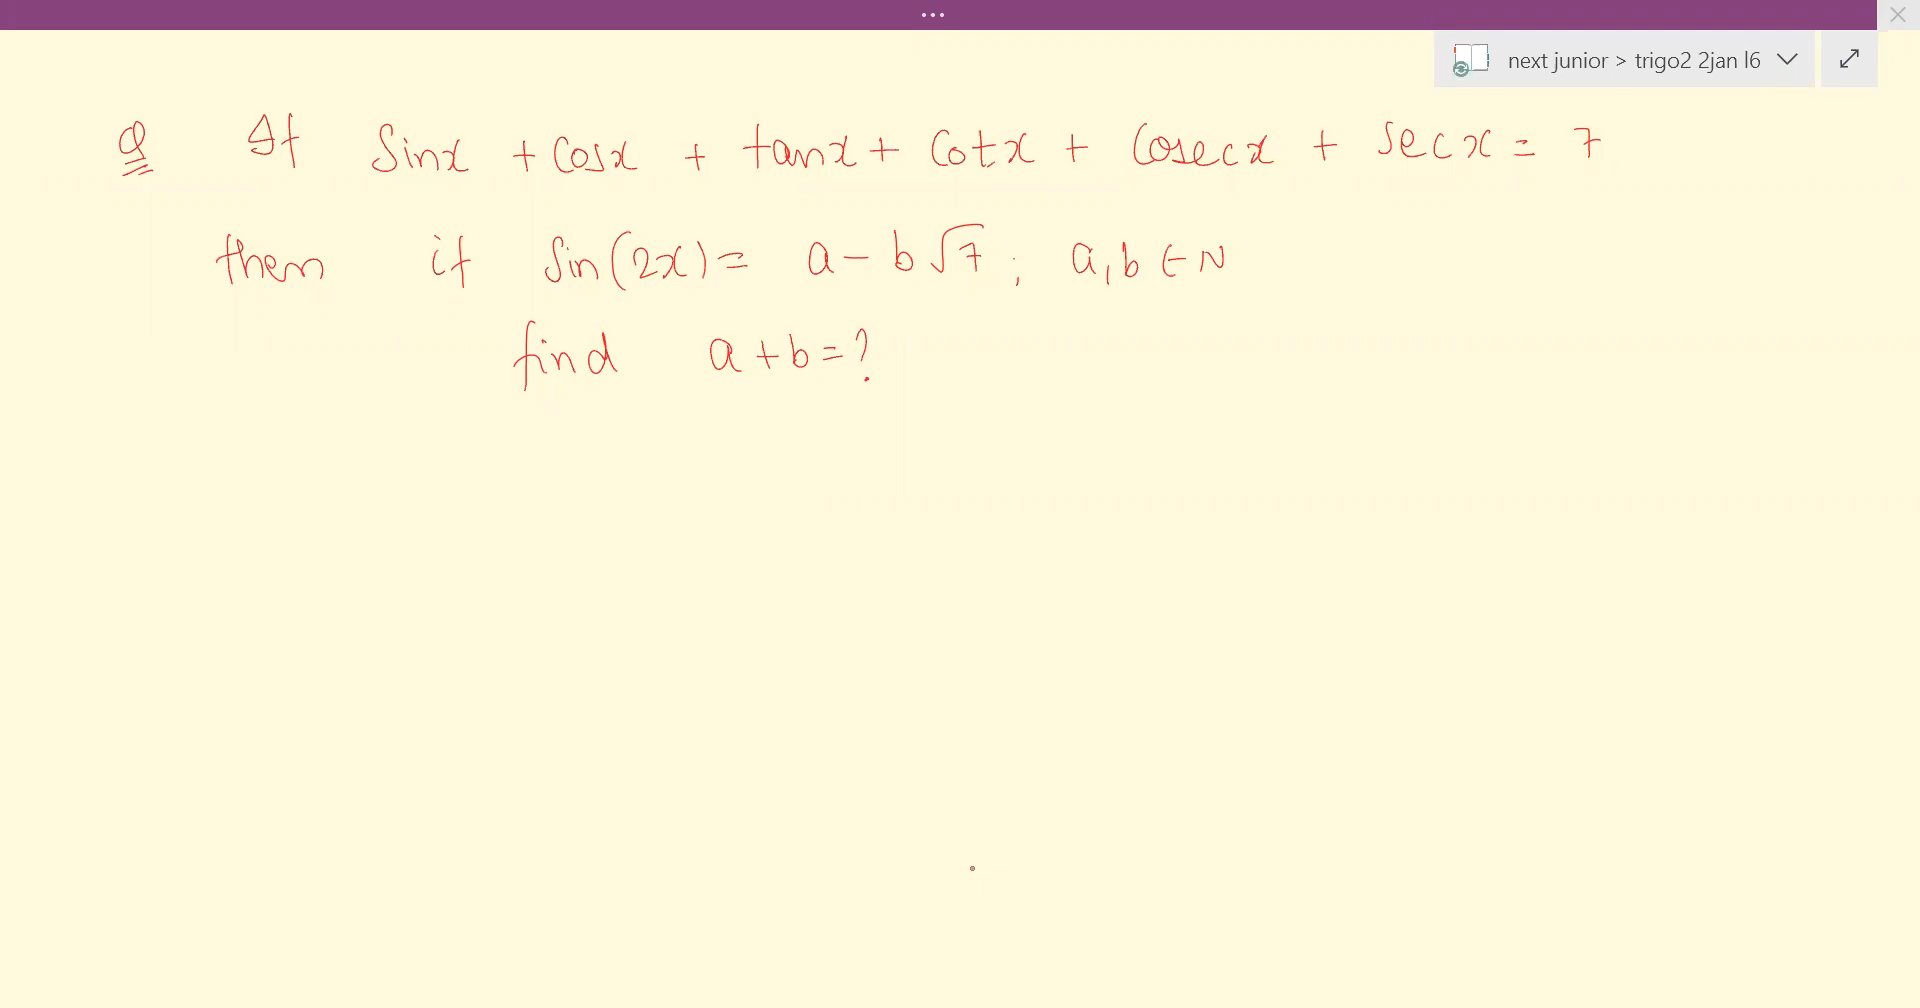 ...
next junior > trigo2 2jan l6
Q If Sinx + Cosx + tanx + Cotx + Cosecx + Secx = 7
then if Sin(2x) = a - b√7 ; a,b ∈ N
find a + b = ?